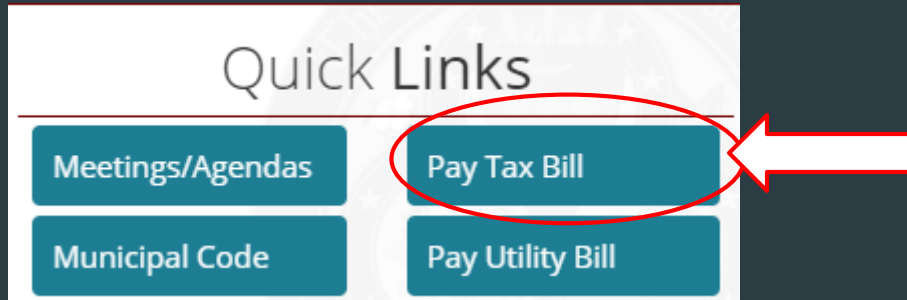 Quick Links
Meetings/Agendas
Pay Tax Bill
Municipal Code
Pay Utility Bill